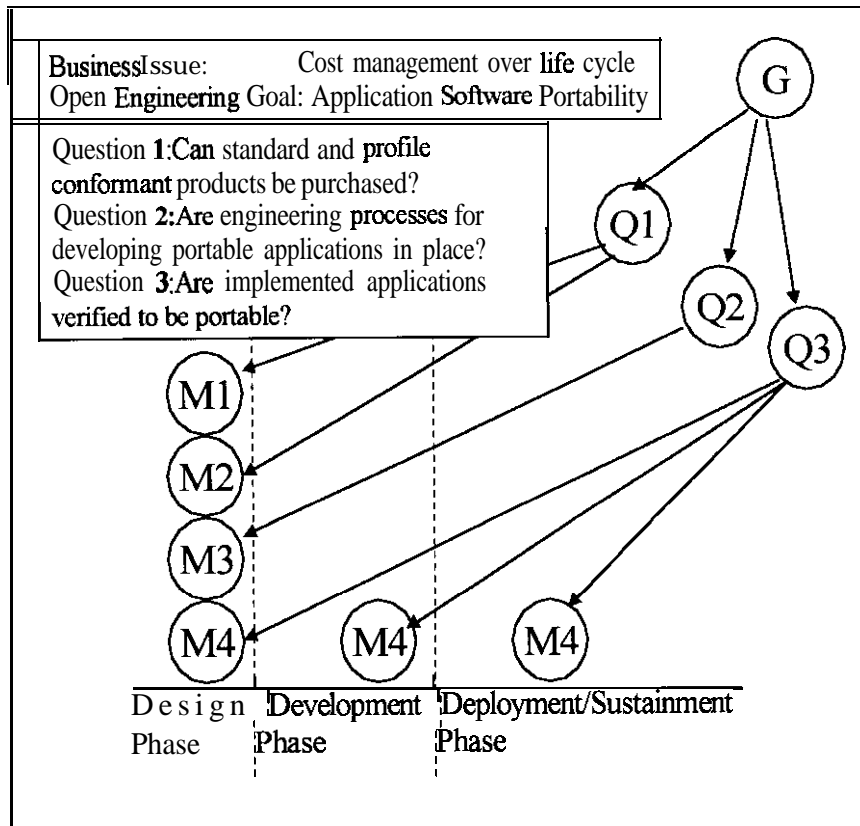 BusinessIssue: Cost management over life cycle
Open Engineering Goal: Application Software Portability
Question 1:Can standard and profile
conformant products be purchased?
Question 2:Are engineering processes for
developing portable applications in place?
Question 3:Are implemented applications
verified to be portable?
G
Q1
Q2
Q3
M1
M2
M3
M4
M4
M4
Design
Phase
Development
Phase
Deployment/Sustainment
Phase